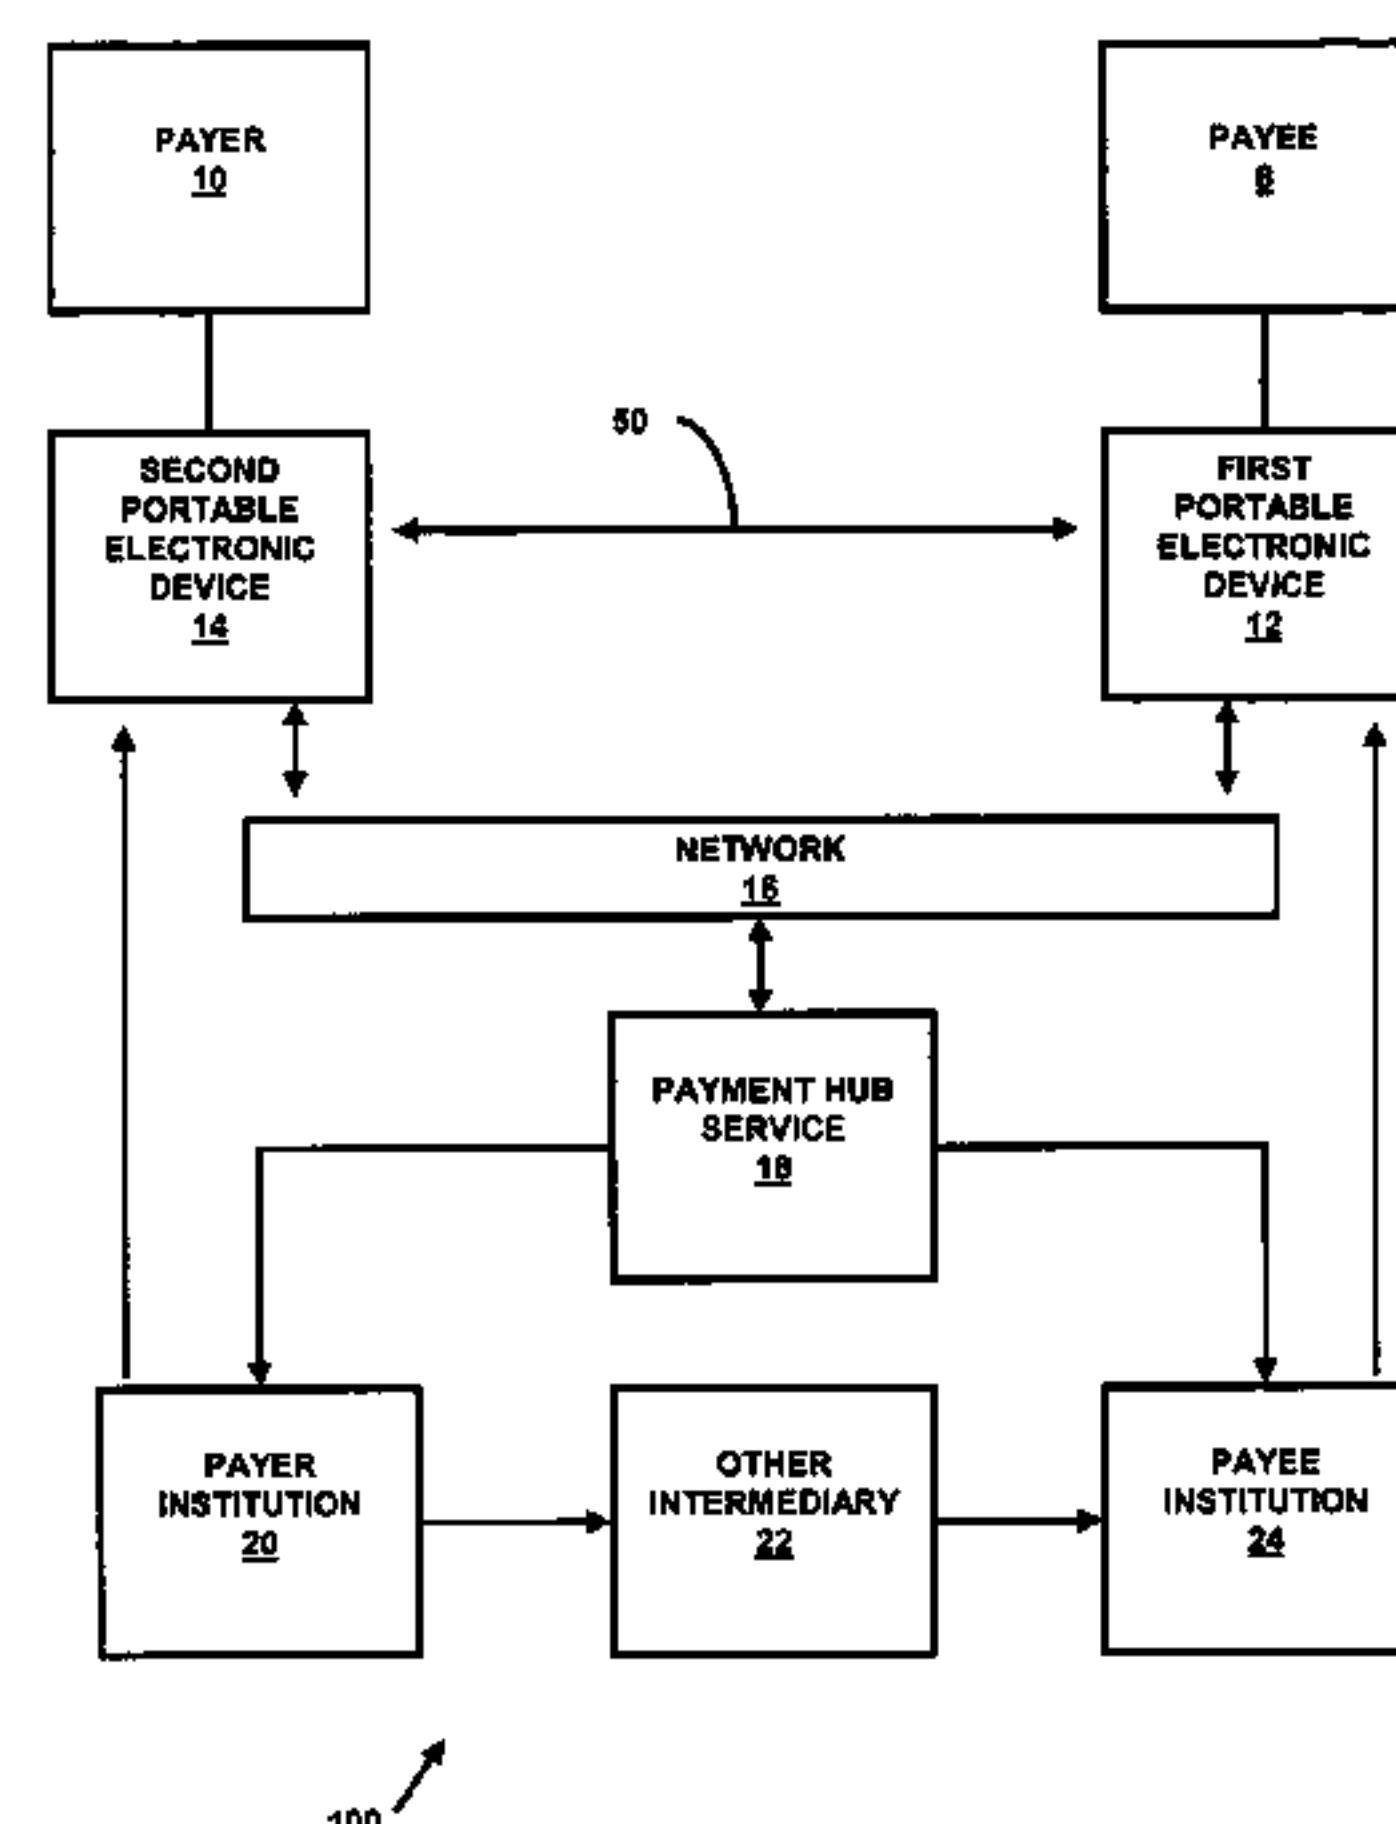 PAYER
10
PAYEE
8
50
SECOND
PORTABLE
ELECTRONIC
DEVICE
14
FIRST
PORTABLE
ELECTRONIC
DEVICE
12
NETWORK
16
PAYMENT HUB
SERVICE
18
PAYER
INSTITUTION
20
OTHER
INTERMEDIARY
22
PAYEE
INSTITUTION
24
100